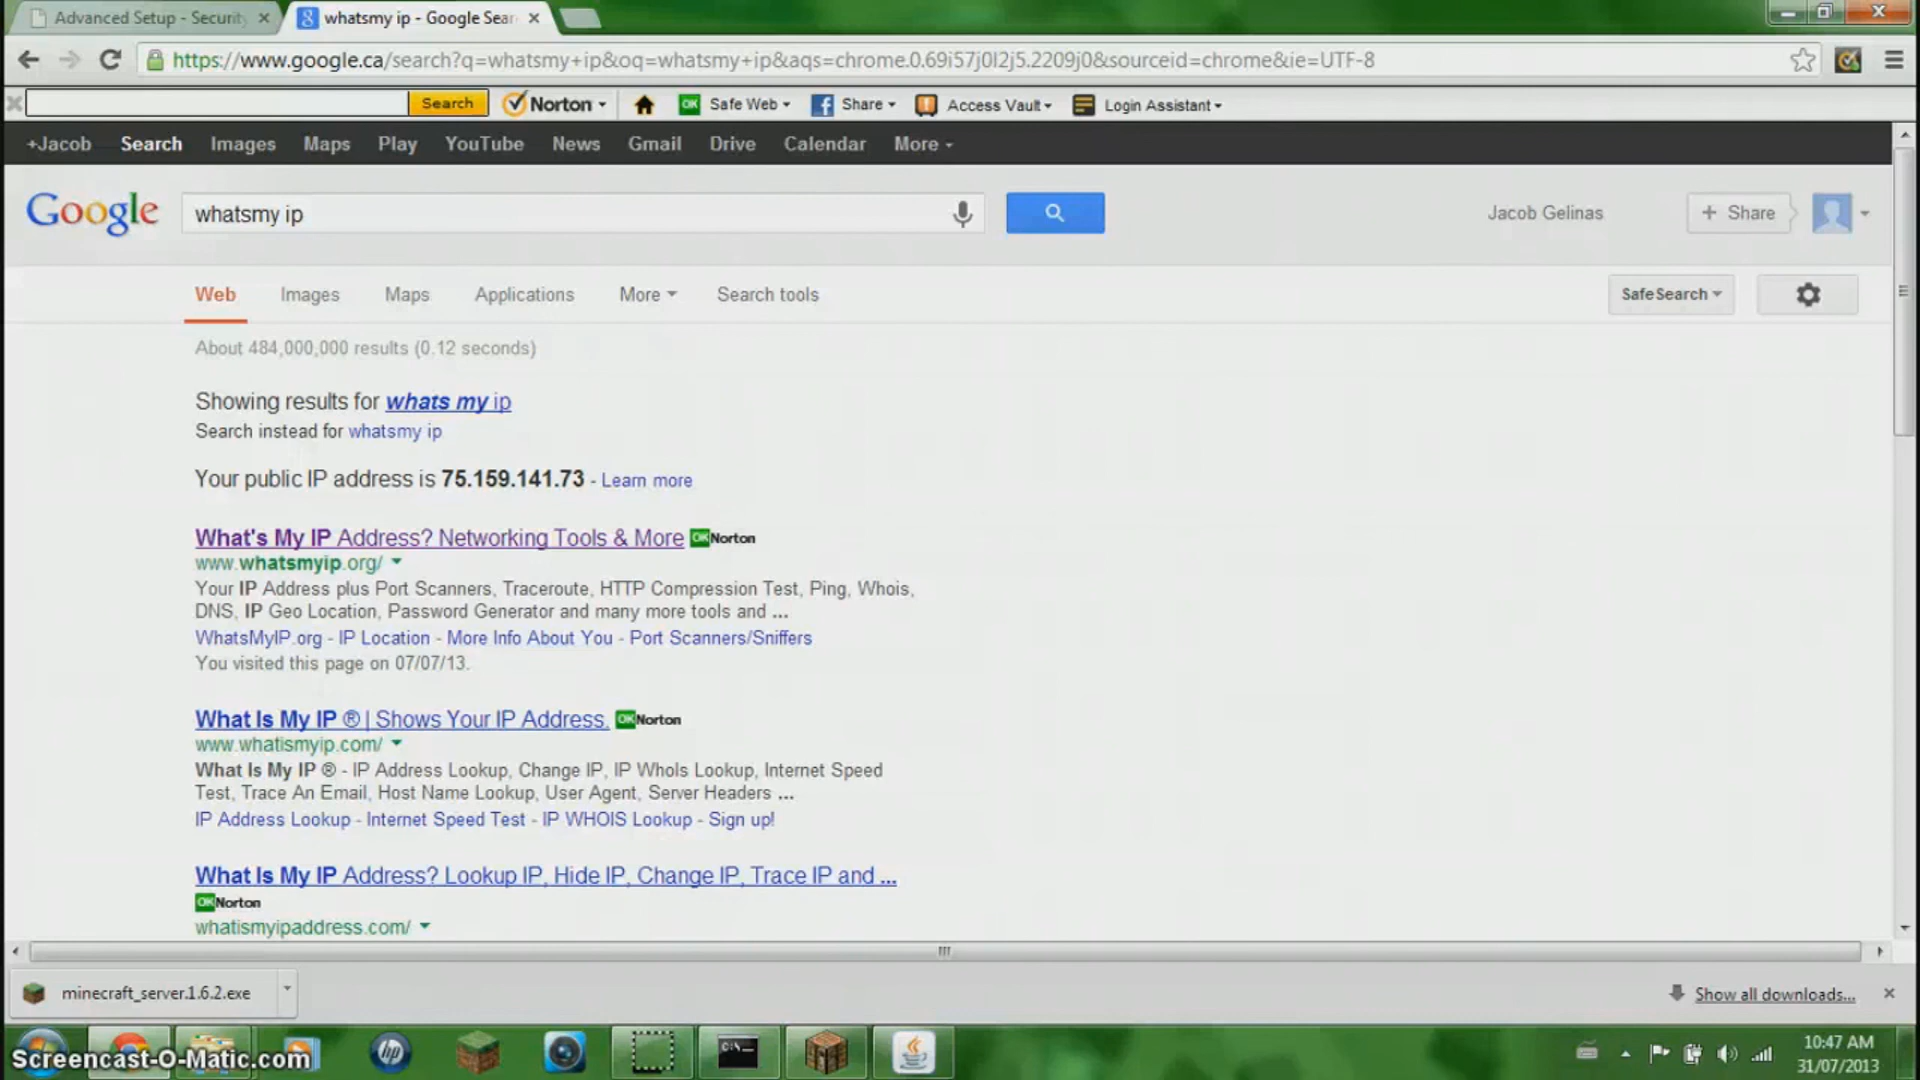 Advanced Setup - Security
whatsmy ip - Google Sear
https://www.google.ca/search?q=whatsmy+ip&oq=whatsmy+ip&aqs=chrome.0.69i57j0l2j5.2209j0&sourceid=chrome&ie=UTF-8
Search
Norton
Safe Web
Share
Access Vault
Login Assistant
+Jacob Search Images Maps Play YouTube News Gmail Drive Calendar More
Google
whatsmy ip
Jacob Gelinas
+ Share
Web Images Maps Applications More Search tools
SafeSearch
About 484,000,000 results (0.12 seconds)
Showing results for whats my ip
Search instead for whatsmy ip
Your public IP address is 75.159.141.73 - Learn more
What's My IP Address? Networking Tools & More OK Norton
www.whatsmyip.org/
Your IP Address plus Port Scanners, Traceroute, HTTP Compression Test, Ping, Whois,
DNS, IP Geo Location, Password Generator and many more tools and ...
WhatsMyIP.org - IP Location - More Info About You - Port Scanners/Sniffers
You visited this page on 07/07/13.
What Is My IP ® | Shows Your IP Address. OK Norton
www.whatismyip.com/
What Is My IP ® - IP Address Lookup, Change IP, IP WhoIs Lookup, Internet Speed
Test, Trace An Email, Host Name Lookup, User Agent, Server Headers ...
IP Address Lookup - Internet Speed Test - IP WHOIS Lookup - Sign up!
What Is My IP Address? Lookup IP, Hide IP, Change IP, Trace IP and ...
OK Norton
whatismyipaddress.com/
minecraft_server.1.6.2.exe
Show all downloads...
Screencast-O-Matic.com
hp
C:\
10:47 AM
31/07/2013